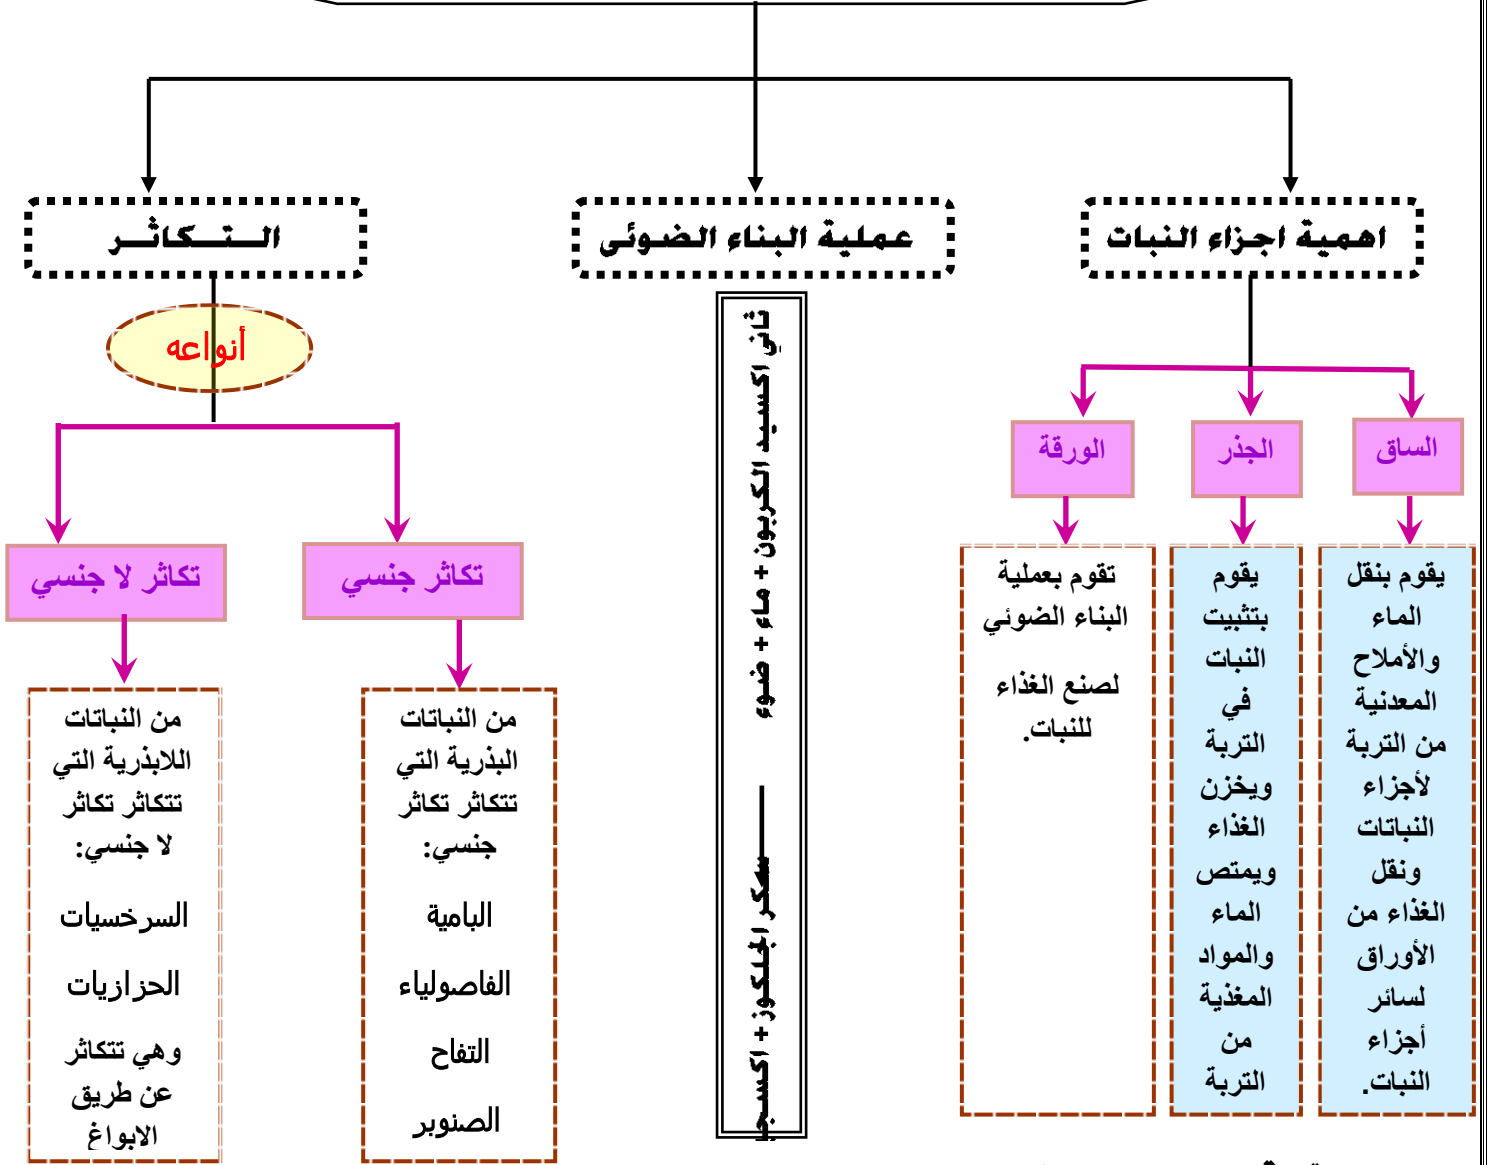 اهمية اجزاء النبات
عملية البناء الضوئى
الـــتـــكاثـــر
أنواعه
الساق
الجذر
الورقة
يقوم بنقل
الماء
والأملاح
المعدنية
من التربة
لأجزاء
النباتات
ونقل
الغذاء من
الأوراق
لسائر
أجزاء
النبات.
يقوم
بتثبيت
النبات
في
التربة
ويخزن
الغذاء
ويمتص
الماء
والمواد
المغذية
من
التربة
تقوم بعملية
البناء الضوئي
لصنع الغذاء
للنبات.
ثاني اكسيد الكربون + ماء + ضوء سكر الجلكوز +
تكاثر جنسي
تكاثر لا جنسي
من النباتات
البذرية التي
تتكاثر تكاثر
جنسي:
البامية
الفاصولياء
التفاح
الصنوبر
من النباتات
اللابذرية التي
تتكاثر تكاثر
لا جنسي:
السرخسيات
الحزازيات
وهي تتكاثر
عن طريق
الابواغ